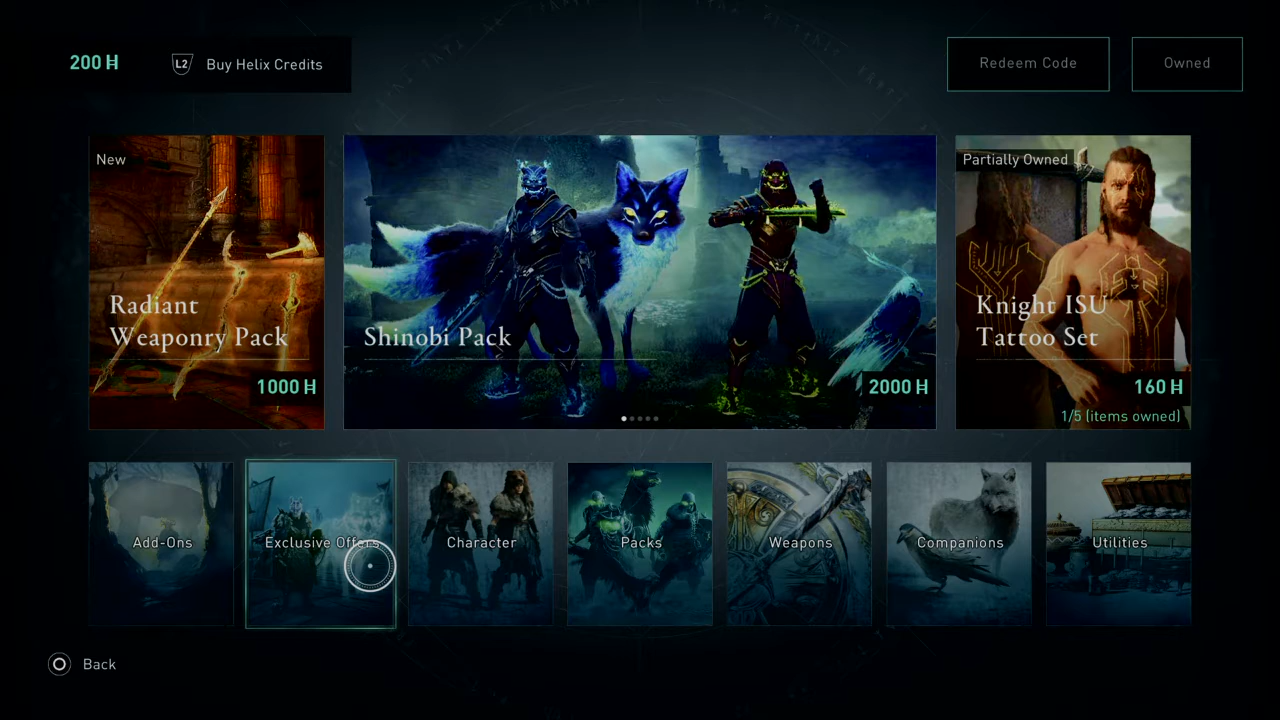 200 H
L2 Buy Helix Credits
Redeem Code
Owned
New
Radiant
Weaponry Pack
1000 H
Shinobi Pack
2000 H
Partially Owned
Knight ISU
Tattoo Set
160 H
1/5 (items owned)
Add-Ons
Exclusive Offers
Character
Packs
Weapons
Companions
Utilities
Back